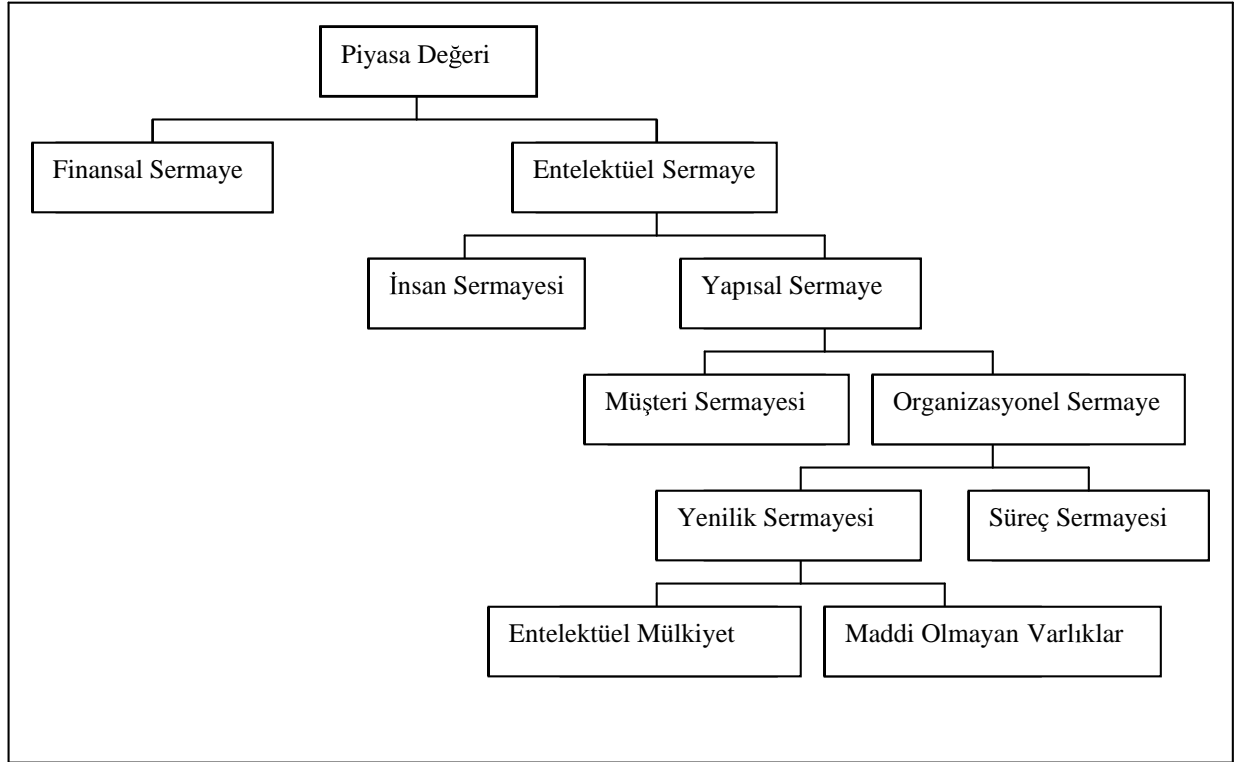 Piyasa Değeri
Finansal Sermaye
Entelektüel Sermaye
İnsan Sermayesi
Yapısal Sermaye
Müşteri Sermayesi
Organizasyonel Sermaye
Yenilik Sermayesi
Süreç Sermayesi
Entelektüel Mülkiyet
Maddi Olmayan Varlıklar